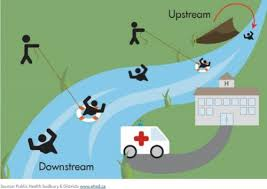 Upstream
H
Downstream
Source: Public Health Sudbury & Districts www.phsd.ca